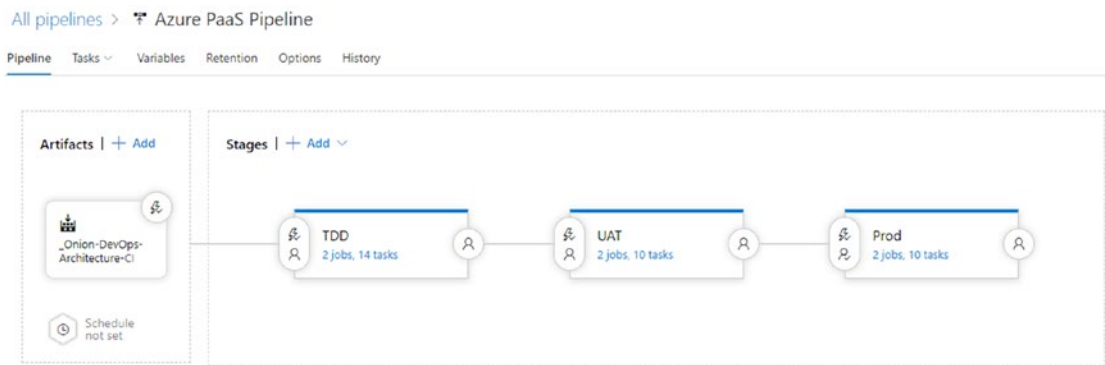 All pipelines > Azure PaaS Pipeline
Pipeline Tasks Variables Retention Options History
Artifacts | + Add
Stages | + Add
_Onion-DevOps-
Architecture-CI
TDD
2 jobs, 14 tasks
UAT
2 jobs, 10 tasks
Prod
2 jobs, 10 tasks
Schedule
not set